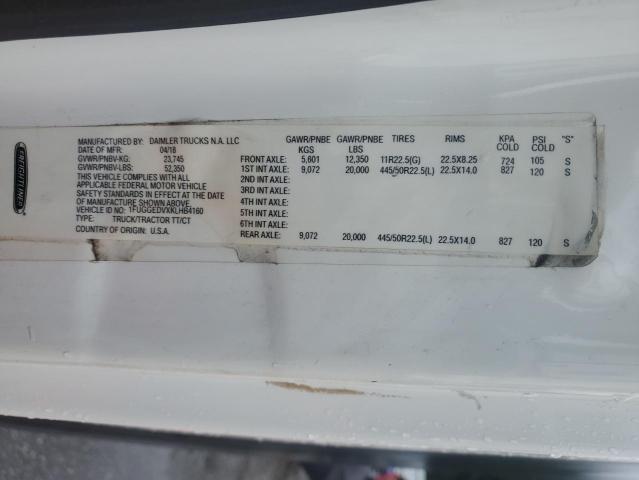 FREIGHTLINER
MANUFACTURED BY: DAIMLER TRUCKS N.A. LLC
DATE OF MFR: 04/18
GVWR/PNBV-KG: 23,745
GVWR/PNBV-LBS: 52,350
THIS VEHICLE COMPLIES WITH ALL
APPLICABLE FEDERAL MOTOR VEHICLE
SAFETY STANDARDS IN EFFECT AT THE DATE
OF MANUFACTURE SHOWN ABOVE.
VEHICLE ID NO.: 1FUGGEDVXKLHB4160
TYPE: TRUCK/TRACTOR TT/CT
COUNTRY OF ORIGIN: U.S.A.
GAWR/PNBE KGS GAWR/PNBE LBS TIRES RIMS KPA COLD PSI COLD "S"
FRONT AXLE: 5,601 12,350 11R22.5(G) 22.5X8.25 724 105 S
1ST INT AXLE: 9,072 20,000 445/50R22.5(L) 22.5X14.0 827 120 S
2ND INT AXLE:
3RD INT AXLE:
4TH INT AXLE:
5TH INT AXLE:
6TH INT AXLE:
REAR AXLE: 9,072 20,000 445/50R22.5(L) 22.5X14.0 827 120 S